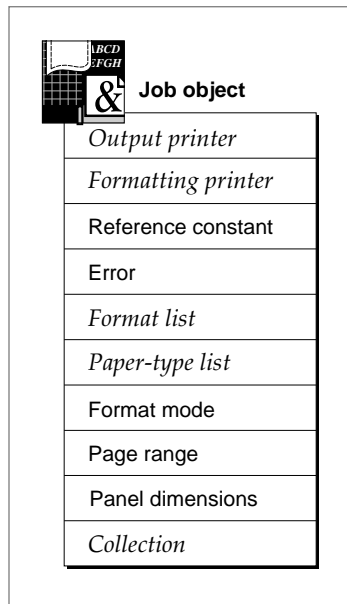 ABCD
EFGH
&
Job object
Output printer
Formatting printer
Reference constant
Error
Format list
Paper-type list
Format mode
Page range
Panel dimensions
Collection